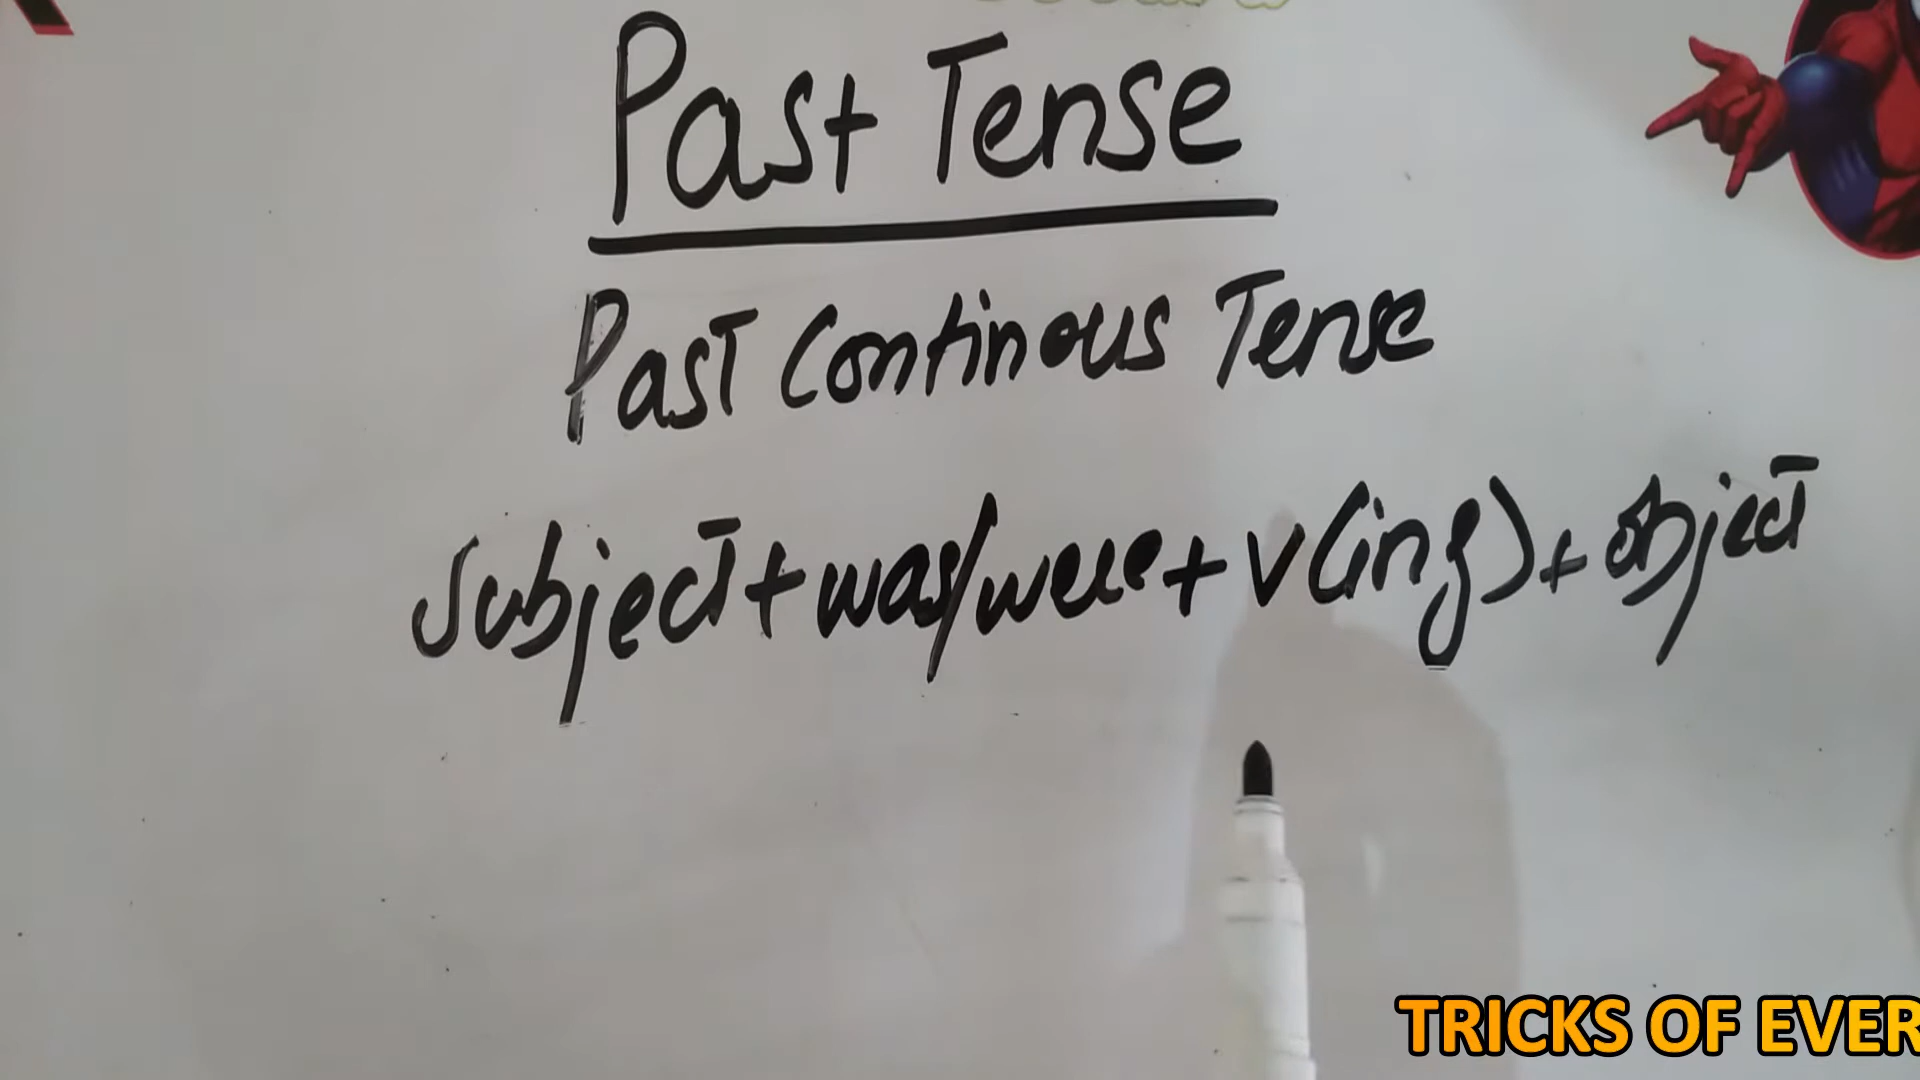 Past Tense
Past Continous Tense
Subject+was/were+v(ing)+object
TRICKS OF EVER